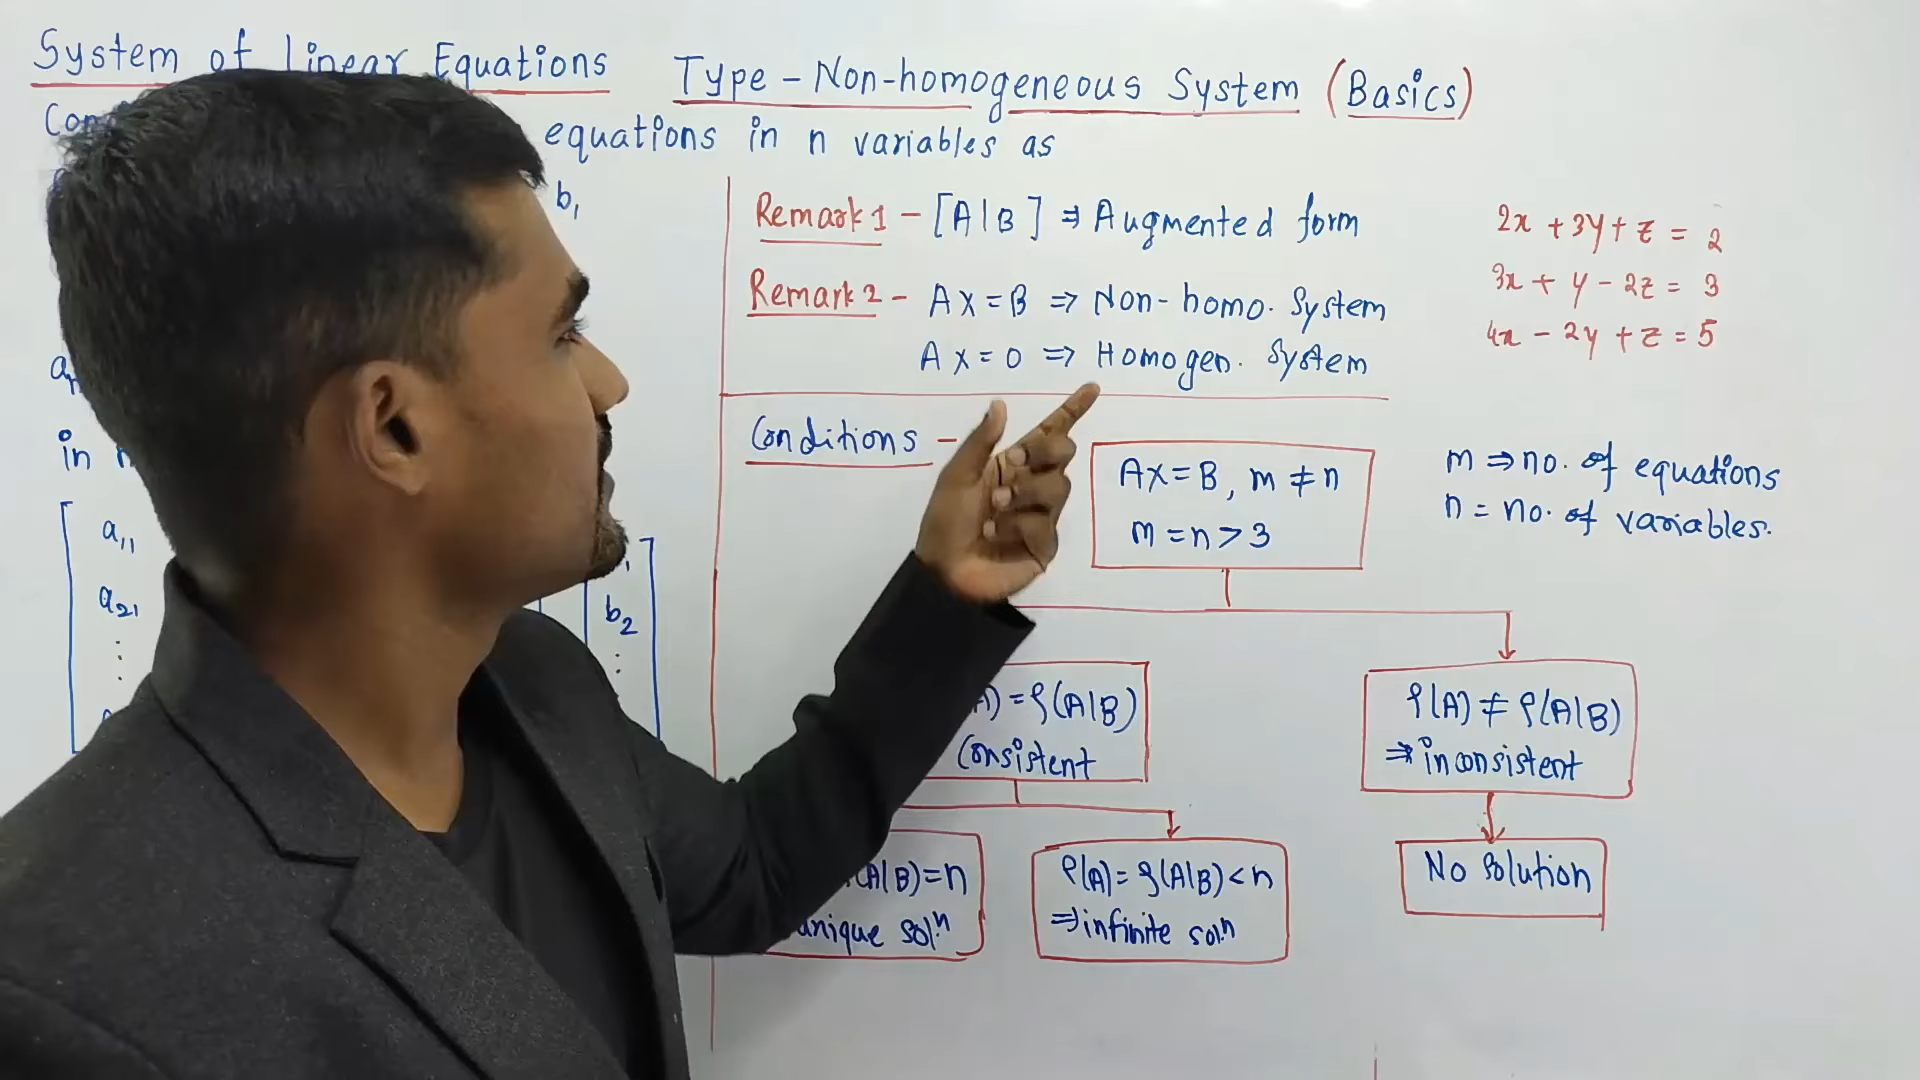 System of linear Equations
Type - Non-homogeneous System (Basics)
equations in n variables as
b₁
in
a₁₁
a₂₁
b₂
Remark 1 - [A|B] ⇒ Augmented form
Remark 2 - AX = B ⇒ Non-homo. System
AX = 0 ⇒ Homogen. System
2x + 3y + z = 2
3x + y - 2z = 3
4x - 2y + z = 5
Conditions -
AX = B, m ≠ n
m = n > 3
m ⇒ no. of equations
n = no. of variables.
) = ρ(A|B)
Consistent
ρ(A) ≠ ρ(A|B)
⇒ inconsistent
(A|B) = n
unique solⁿ
ρ(A) = ρ(A|B) < n
⇒ infinite solⁿ
No Solution